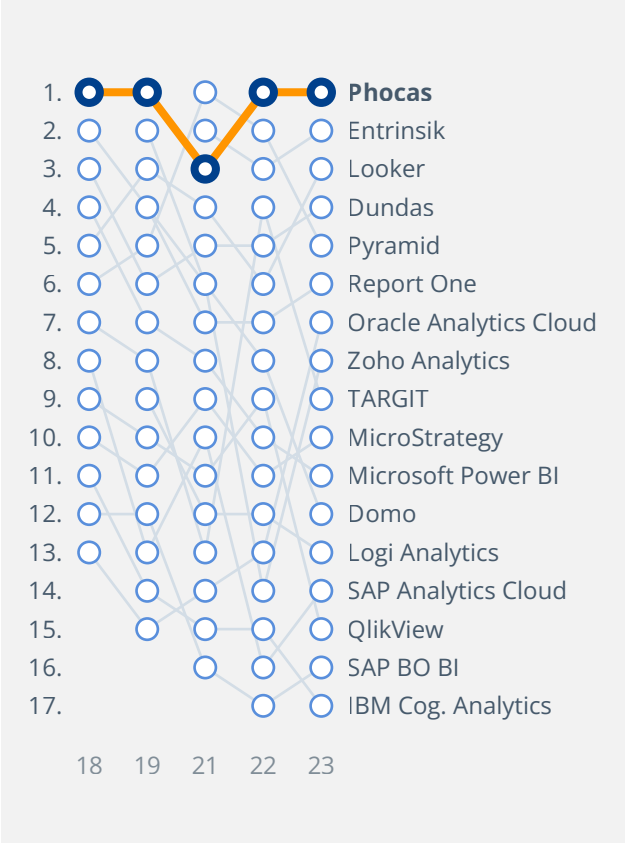 1. Phocas
2. Entrinsik
3. Looker
4. Dundas
5. Pyramid
6. Report One
7. Oracle Analytics Cloud
8. Zoho Analytics
9. TARGIT
10. MicroStrategy
11. Microsoft Power BI
12. Domo
13. Logi Analytics
14. SAP Analytics Cloud
15. QlikView
16. SAP BO BI
17. IBM Cog. Analytics
18 19 21 22 23